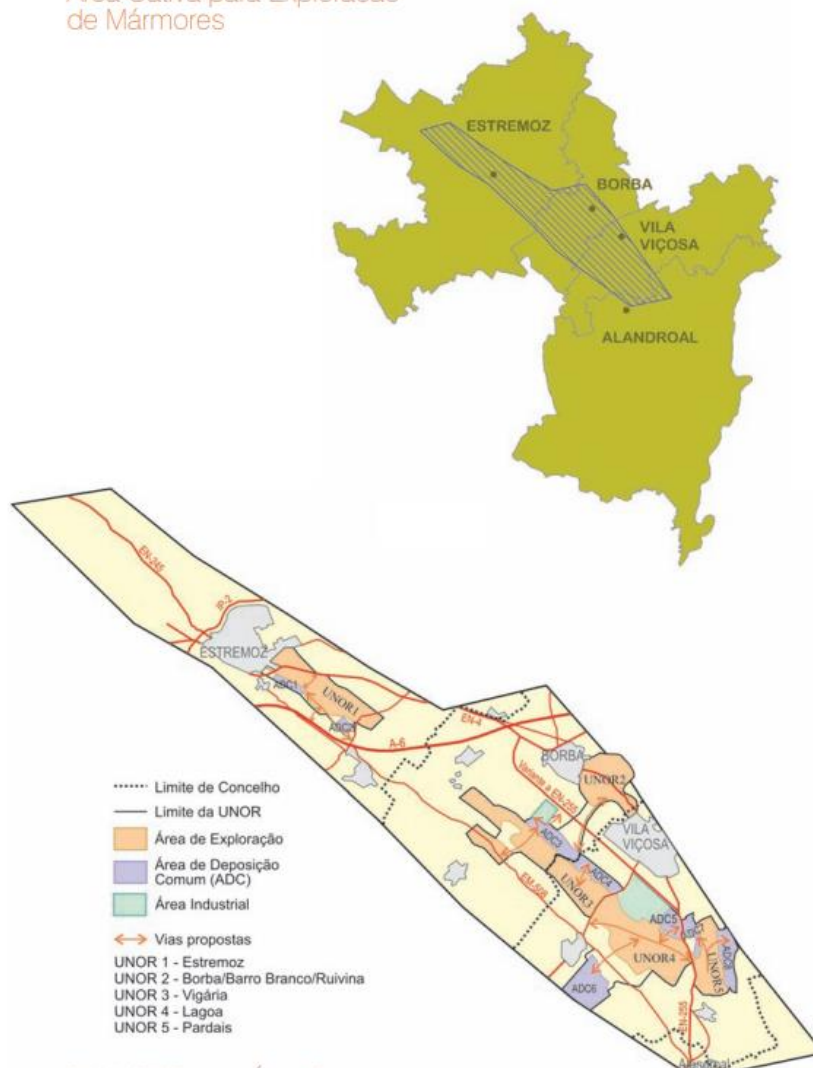 de Mármores
ESTREMOZ
BORBA
VILA
VIÇOSA
ALANDROAL
EN-245
IP-2
ESTREMOZ
ADC1
UNOR1
ADC2
EN-4
A-6
BORBA
UNOR2
Variante a EN-255
VILA
VIÇOSA
ADC3
ADC4
UNOR3
EM-508
ADC5
UNOR4
UNOR5
ADC6
EN-255
Limite de Concelho
Limite da UNOR
Área de Exploração
Área de Deposição
Comum (ADC)
Área Industrial
Vias propostas
UNOR 1 - Estremoz
UNOR 2 - Borba/Barro Branco/Ruivina
UNOR 3 - Vigária
UNOR 4 - Lagoa
UNOR 5 - Pardais